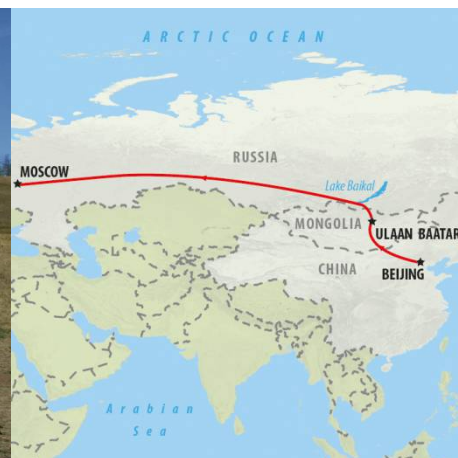 ARCTIC OCEAN
RUSSIA
MOSCOW
Lake Baikal
MONGOLIA
ULAAN BAATAR
CHINA
BEIJING
Arabian
Sea